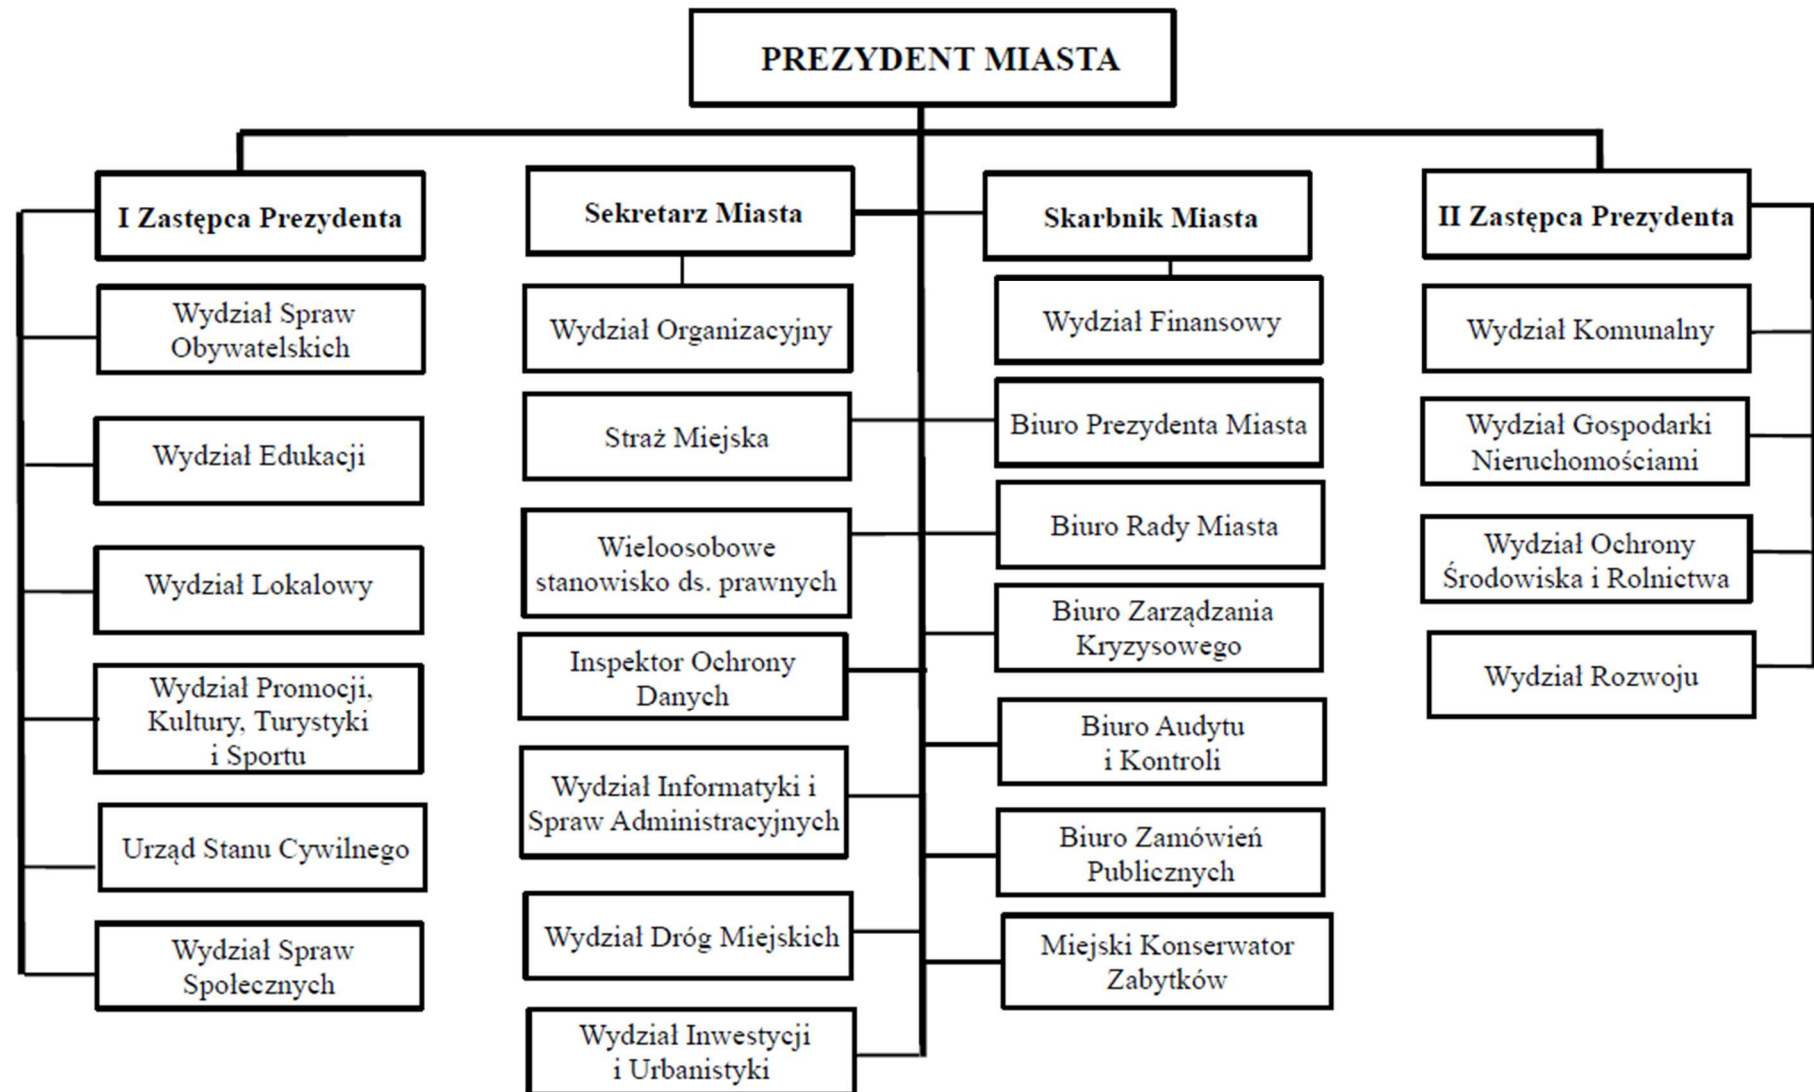 PREZYDENT MIASTA
I Zastępca Prezydenta
Wydział Spraw
Obywatelskich
Wydział Edukacji
Wydział Lokalowy
Wydział Promocji,
Kultury, Turystyki
i Sportu
Urząd Stanu Cywilnego
Wydział Spraw
Społecznych
Sekretarz Miasta
Wydział Organizacyjny
Straż Miejska
Wieloosobowe
stanowisko ds. prawnych
Inspektor Ochrony
Danych
Wydział Informatyki i
Spraw Administracyjnych
Wydział Dróg Miejskich
Wydział Inwestycji
i Urbanistyki
Skarbnik Miasta
Wydział Finansowy
Biuro Prezydenta Miasta
Biuro Rady Miasta
Biuro Zarządzania
Kryzysowego
Biuro Audytu
i Kontroli
Biuro Zamówień
Publicznych
Miejski Konserwator
Zabytków
II Zastępca Prezydenta
Wydział Komunalny
Wydział Gospodarki
Nieruchomościami
Wydział Ochrony
Środowiska i Rolnictwa
Wydział Rozwoju